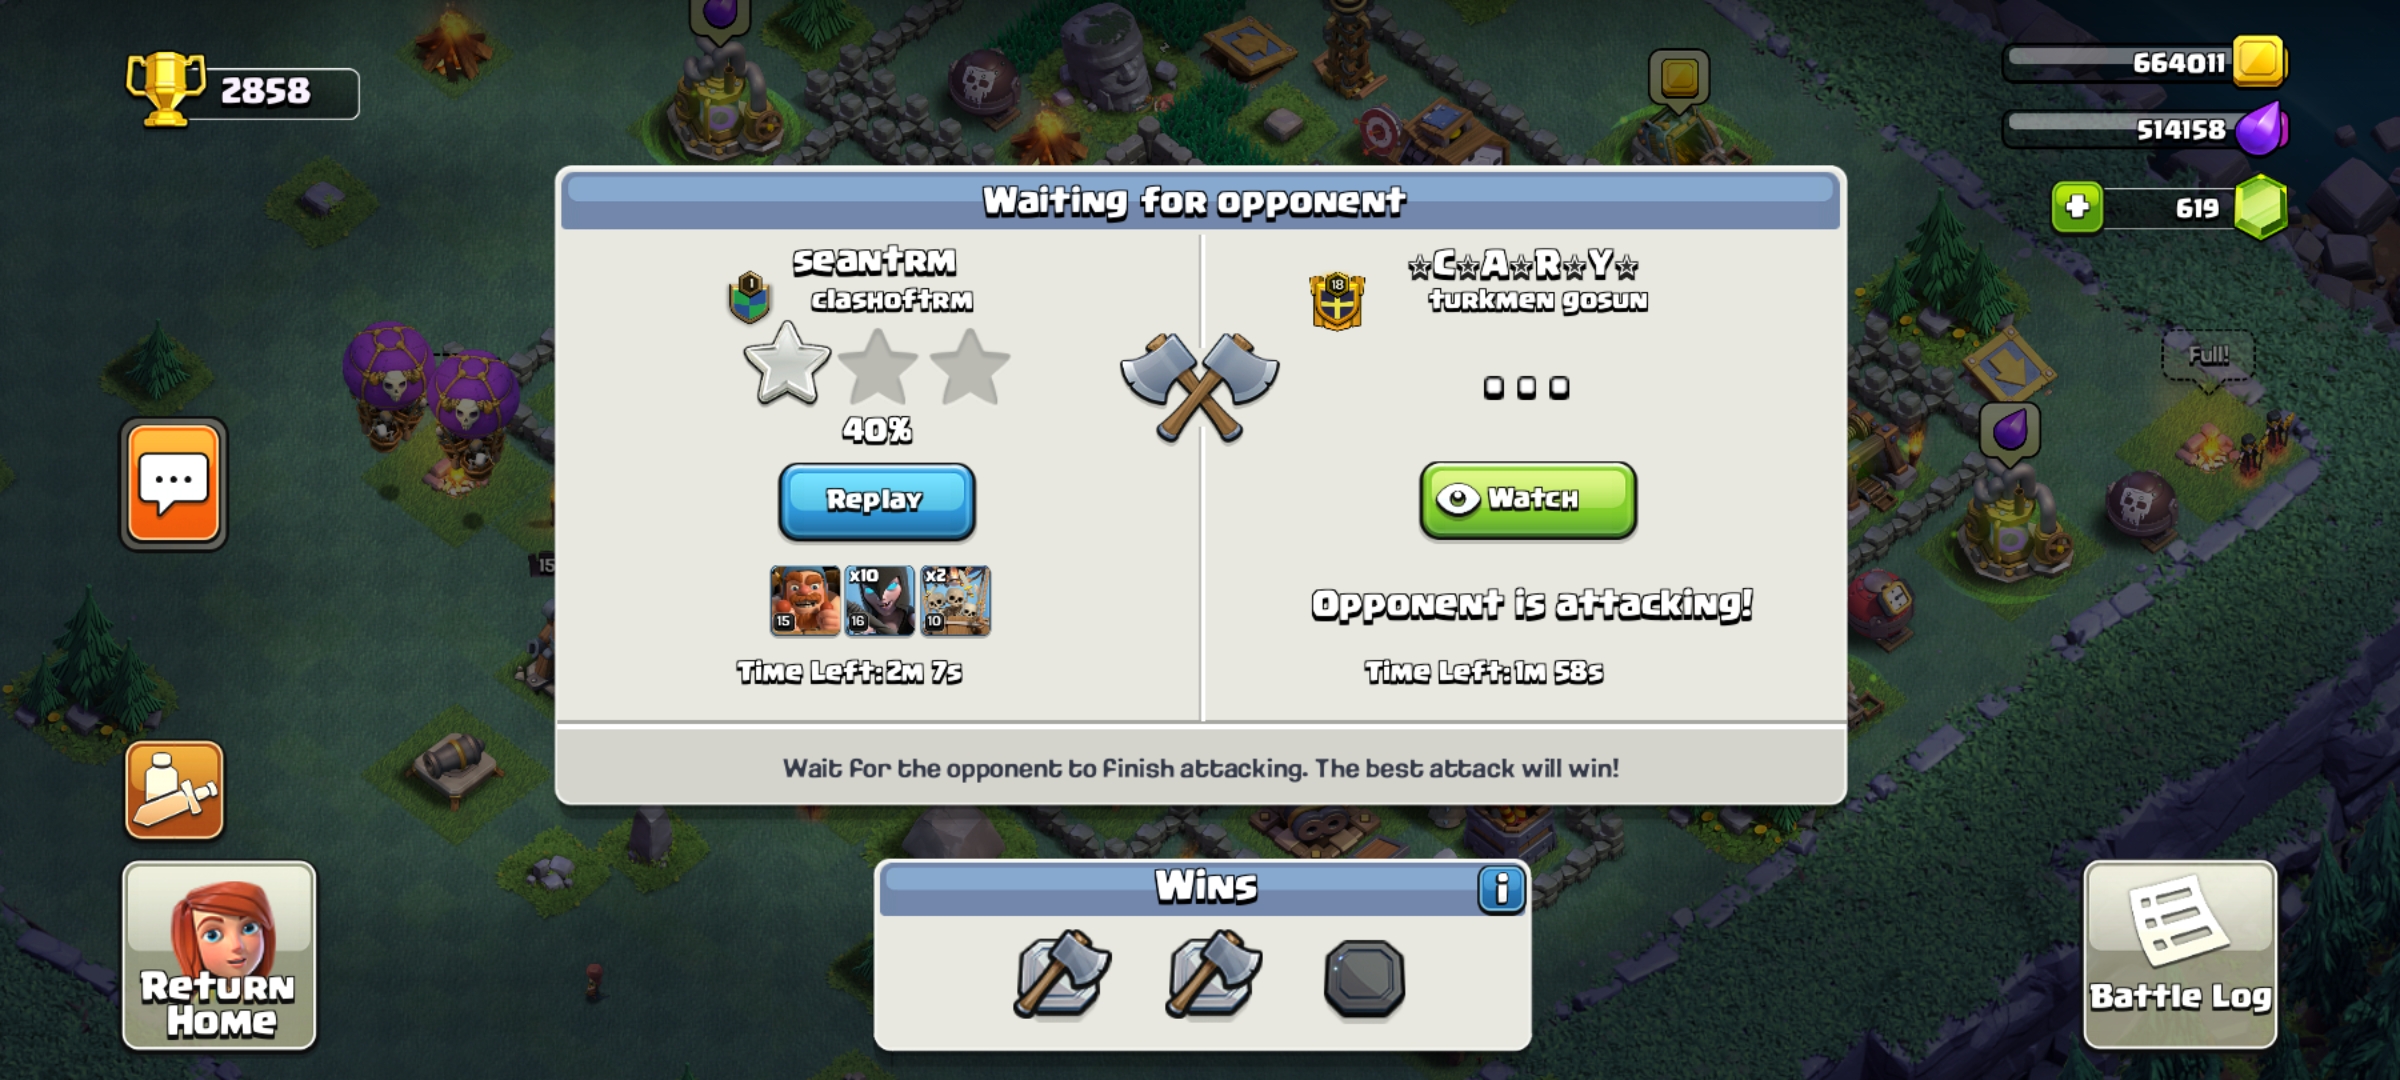 2858
664011
514158
619
Waiting for opponent
seantrm
1
clashoftrm
40%
Replay
15
x10
16
x2
10
Time Left:2m 7s
☆C☆A☆R☆Y☆
18
turkmen gosun
Watch
Opponent is attacking!
Time Left:1m 58s
Wait for the opponent to finish attacking. The best attack will win!
Full!
15
Wins
i
Return
Home
Battle Log